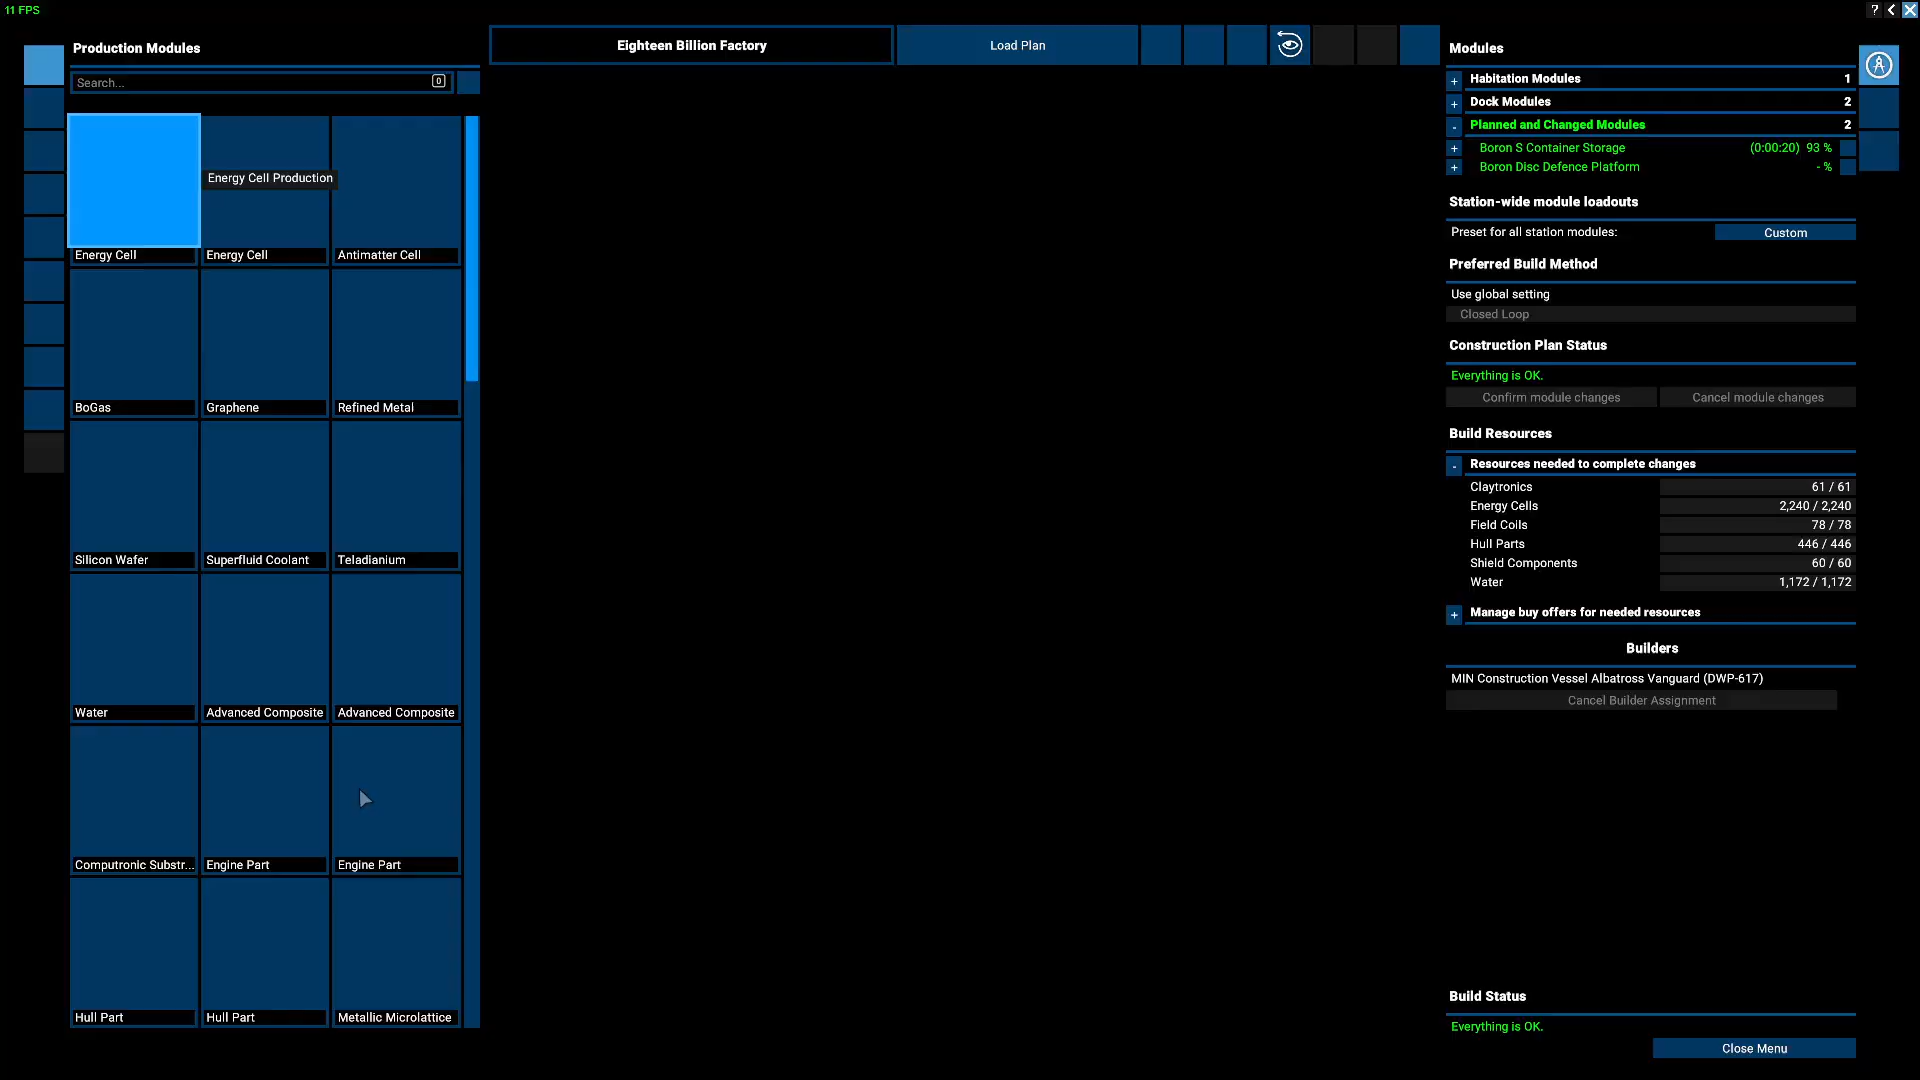 11 FPS
?
Production Modules
Search...
0
Energy Cell Production
Energy Cell
Energy Cell
Antimatter Cell
BoGas
Graphene
Refined Metal
Silicon Wafer
Superfluid Coolant
Teladianium
Water
Advanced Composite
Advanced Composite
Computronic Substr...
Engine Part
Engine Part
Hull Part
Hull Part
Metallic Microlattice
Eighteen Billion Factory
Load Plan
Modules
+ Habitation Modules 1
+ Dock Modules 2
- Planned and Changed Modules 2
+ Boron S Container Storage (0:00:20) 93 %
+ Boron Disc Defence Platform - %
Station-wide module loadouts
Preset for all station modules: Custom
Preferred Build Method
Use global setting
Closed Loop
Construction Plan Status
Everything is OK.
Confirm module changes Cancel module changes
Build Resources
- Resources needed to complete changes
Claytronics 61 / 61
Energy Cells 2,240 / 2,240
Field Coils 78 / 78
Hull Parts 446 / 446
Shield Components 60 / 60
Water 1,172 / 1,172
+ Manage buy offers for needed resources
Builders
MIN Construction Vessel Albatross Vanguard (DWP-617)
Cancel Builder Assignment
Build Status
Everything is OK.
Close Menu